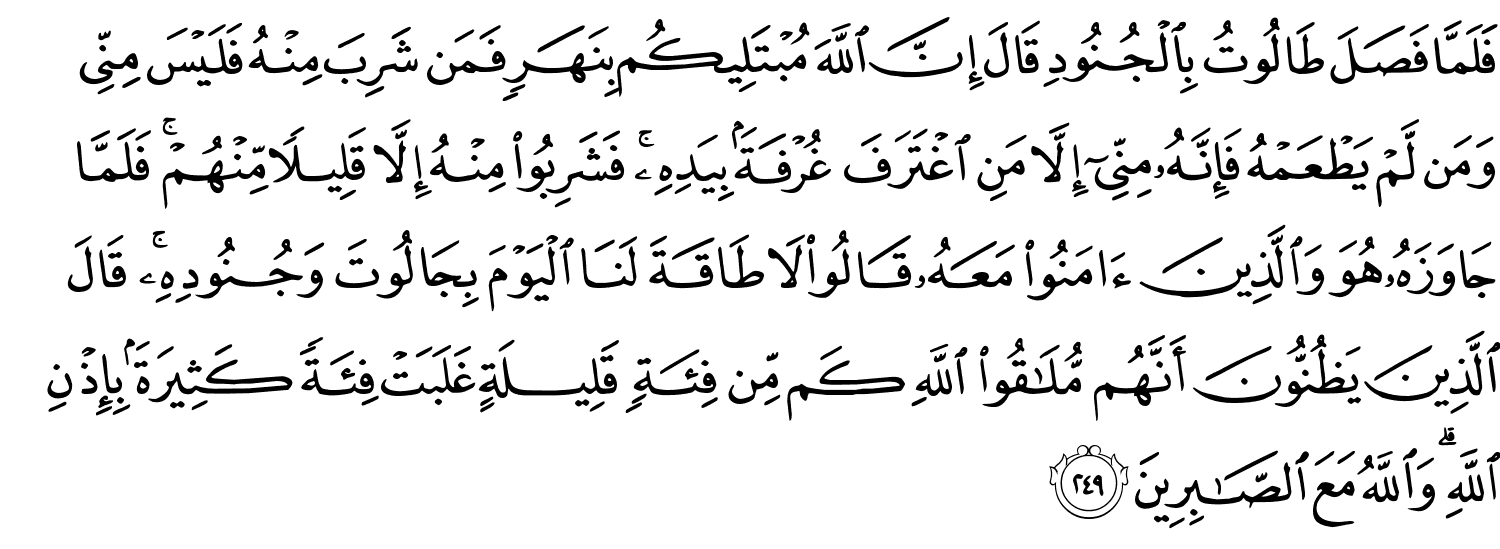 فَلَمَّا فَصَلَ طَالُوتُ بِٱلْجُنُودِ قَالَ إِنَّ ٱللَّهَ مُبْتَلِيكُم بِنَهَرٍ فَمَن شَرِبَ مِنْهُ فَلَيْسَ مِنِّى
وَمَن لَّمْ يَطْعَمْهُ فَإِنَّهُۥ مِنِّىٓ إِلَّا مَنِ ٱغْتَرَفَ غُرْفَةًۢ بِيَدِهِۦ ۚ فَشَرِبُوا۟ مِنْهُ إِلَّا قَلِيلًا مِّنْهُمْ ۚ فَلَمَّا
جَاوَزَهُۥ هُوَ وَٱلَّذِينَ ءَامَنُوا۟ مَعَهُۥ قَالُوا۟ لَا طَاقَةَ لَنَا ٱلْيَوْمَ بِجَالُوتَ وَجُنُودِهِۦ ۚ قَالَ
ٱلَّذِينَ يَظُنُّونَ أَنَّهُم مُّلَـٰقُوا۟ ٱللَّهِ كَم مِّن فِئَةٍ قَلِيلَةٍ غَلَبَتْ فِئَةً كَثِيرَةًۢ بِإِذْنِ
ٱللَّهِ ۗ وَٱللَّهُ مَعَ ٱلصَّـٰبِرِينَ ٢٤٩